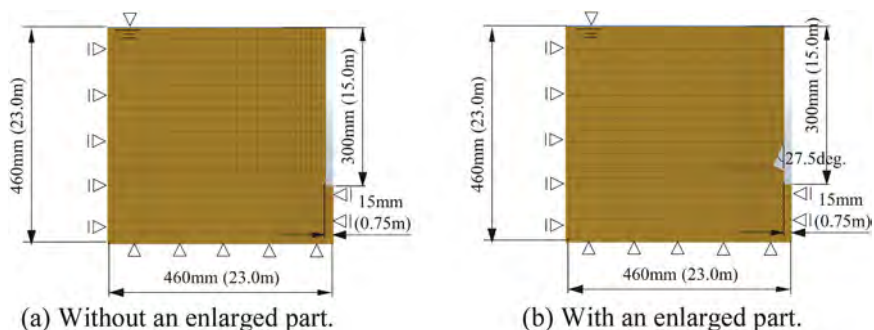 460mm (23.0m)
300mm (15.0m)
15mm
(0.75m)
460mm (23.0m)
(a) Without an enlarged part.
460mm (23.0m)
300mm (15.0m)
27.5deg.
15mm
(0.75m)
460mm (23.0m)
(b) With an enlarged part.